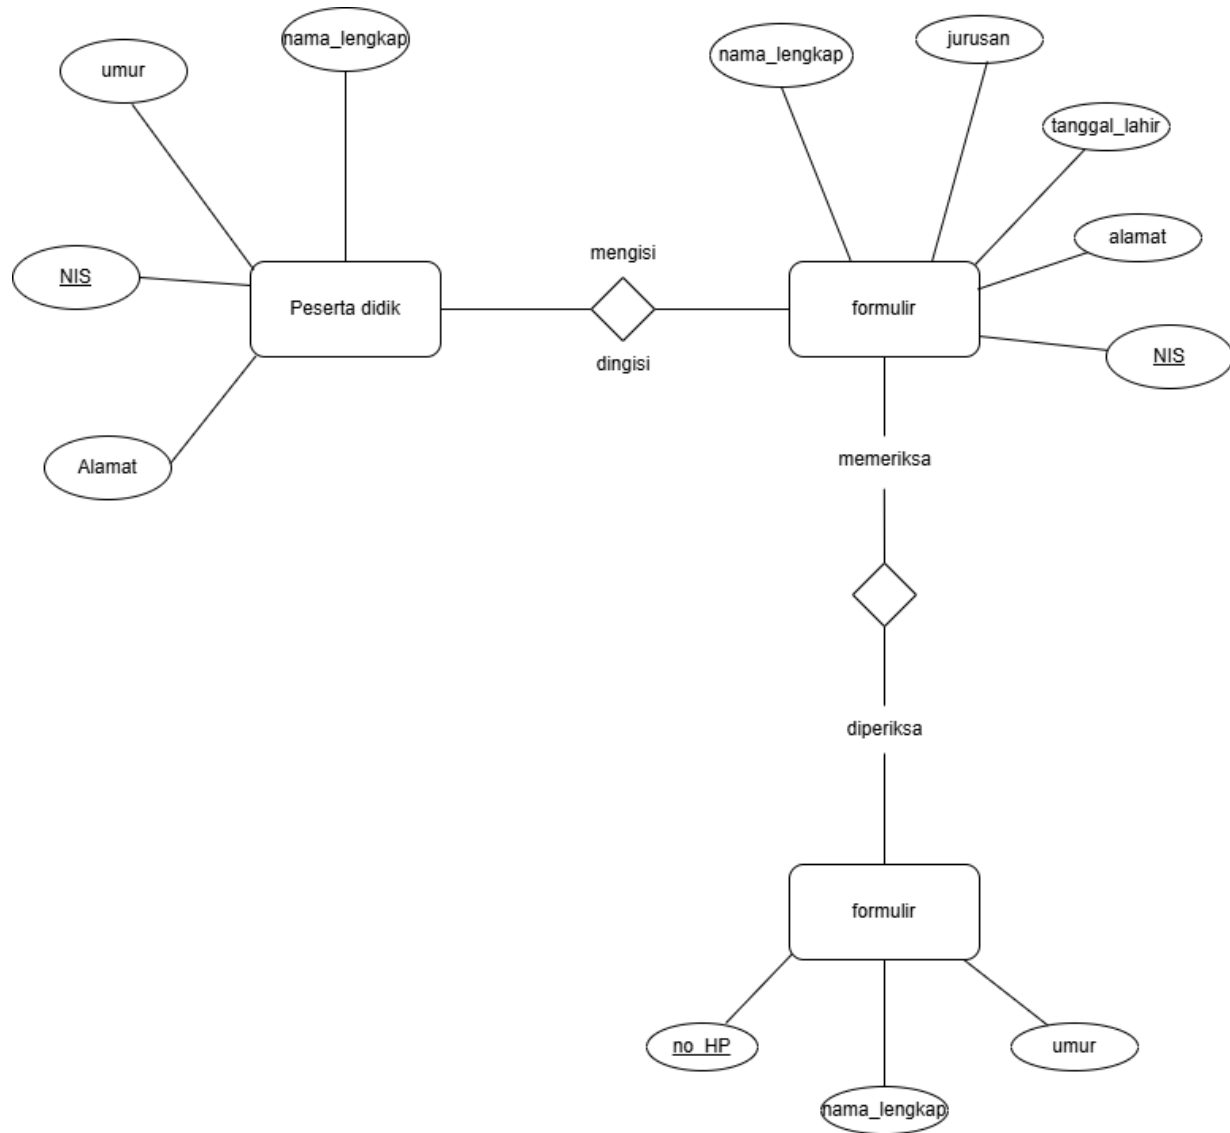 nama_lengkap
umur
NIS
Peserta didik
Alamat
mengisi
dingisi
nama_lengkap
jurusan
tanggal_lahir
alamat
formulir
NIS
memeriksa
diperiksa
formulir
no_HP
nama_lengkap
umur